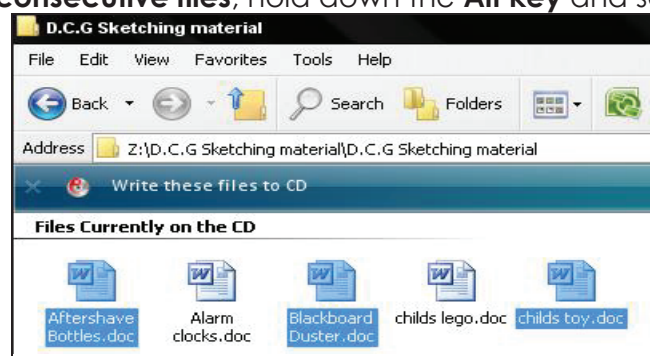 consecutive files, hold down the Alt Key and s
D.C.G Sketching material
File Edit View Favorites Tools Help
Back Search Folders
Address Z:\D.C.G Sketching material\D.C.G Sketching mater
Write these files to CD
Files Currently on the CD
Aftershave Alarm Blackboard childs lego.doc childs toy.doc
Bottles.doc clocks.doc Duster.doc